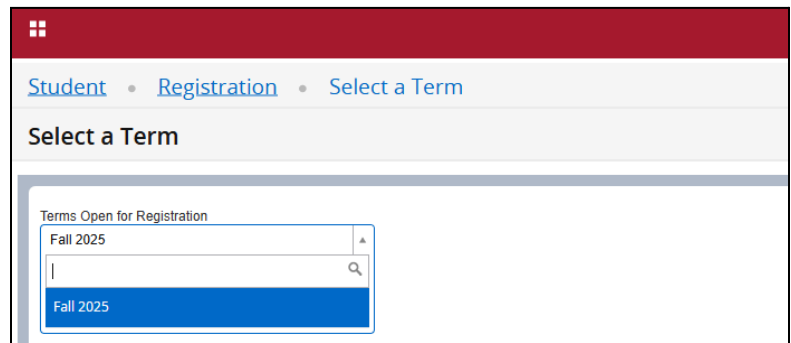 Student • Registration • Select a Term
Select a Term
Terms Open for Registration
Fall 2025
Fall 2025